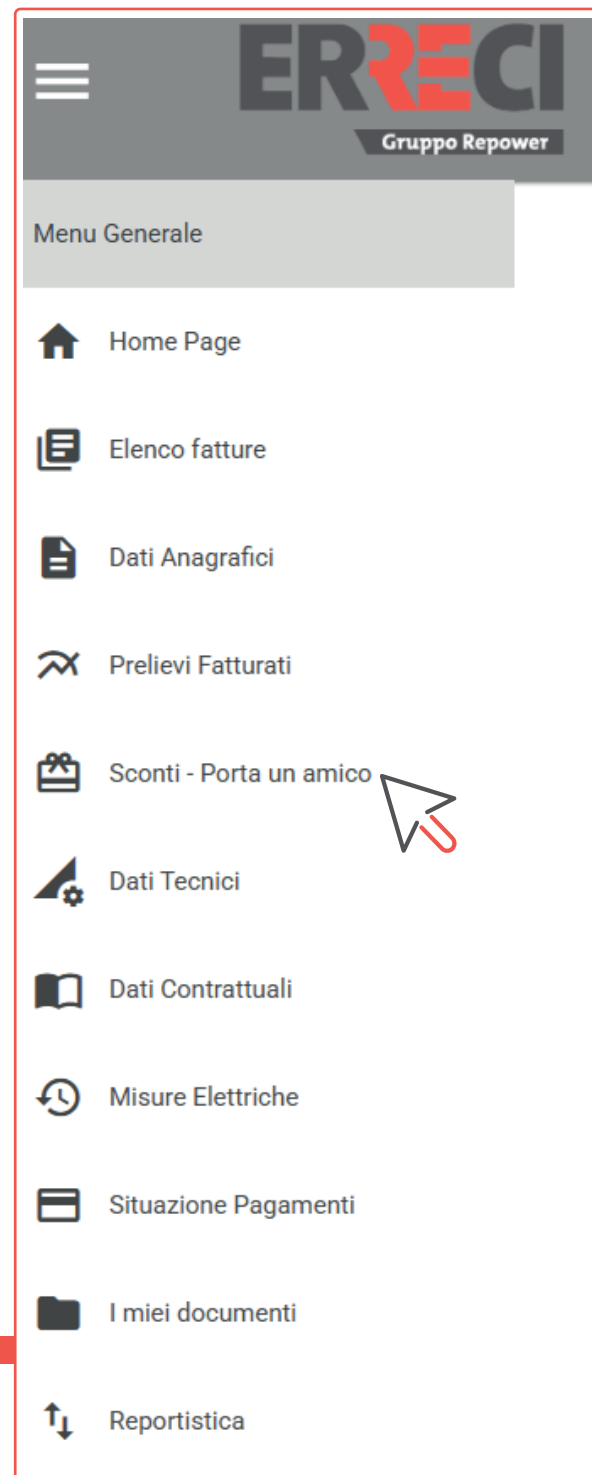 ERRECI
Gruppo Repower
Menu Generale
Home Page
Elenco fatture
Dati Anagrafici
Prelievi Fatturati
Sconti - Porta un amico
Dati Tecnici
Dati Contrattuali
Misure Elettriche
Situazione Pagamenti
I miei documenti
Reportistica